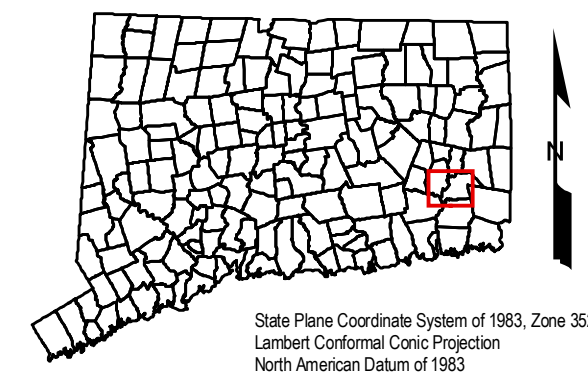 N
State Plane Coordinate System of 1983, Zone 35
Lambert Conformal Conic Projection
North American Datum of 1983